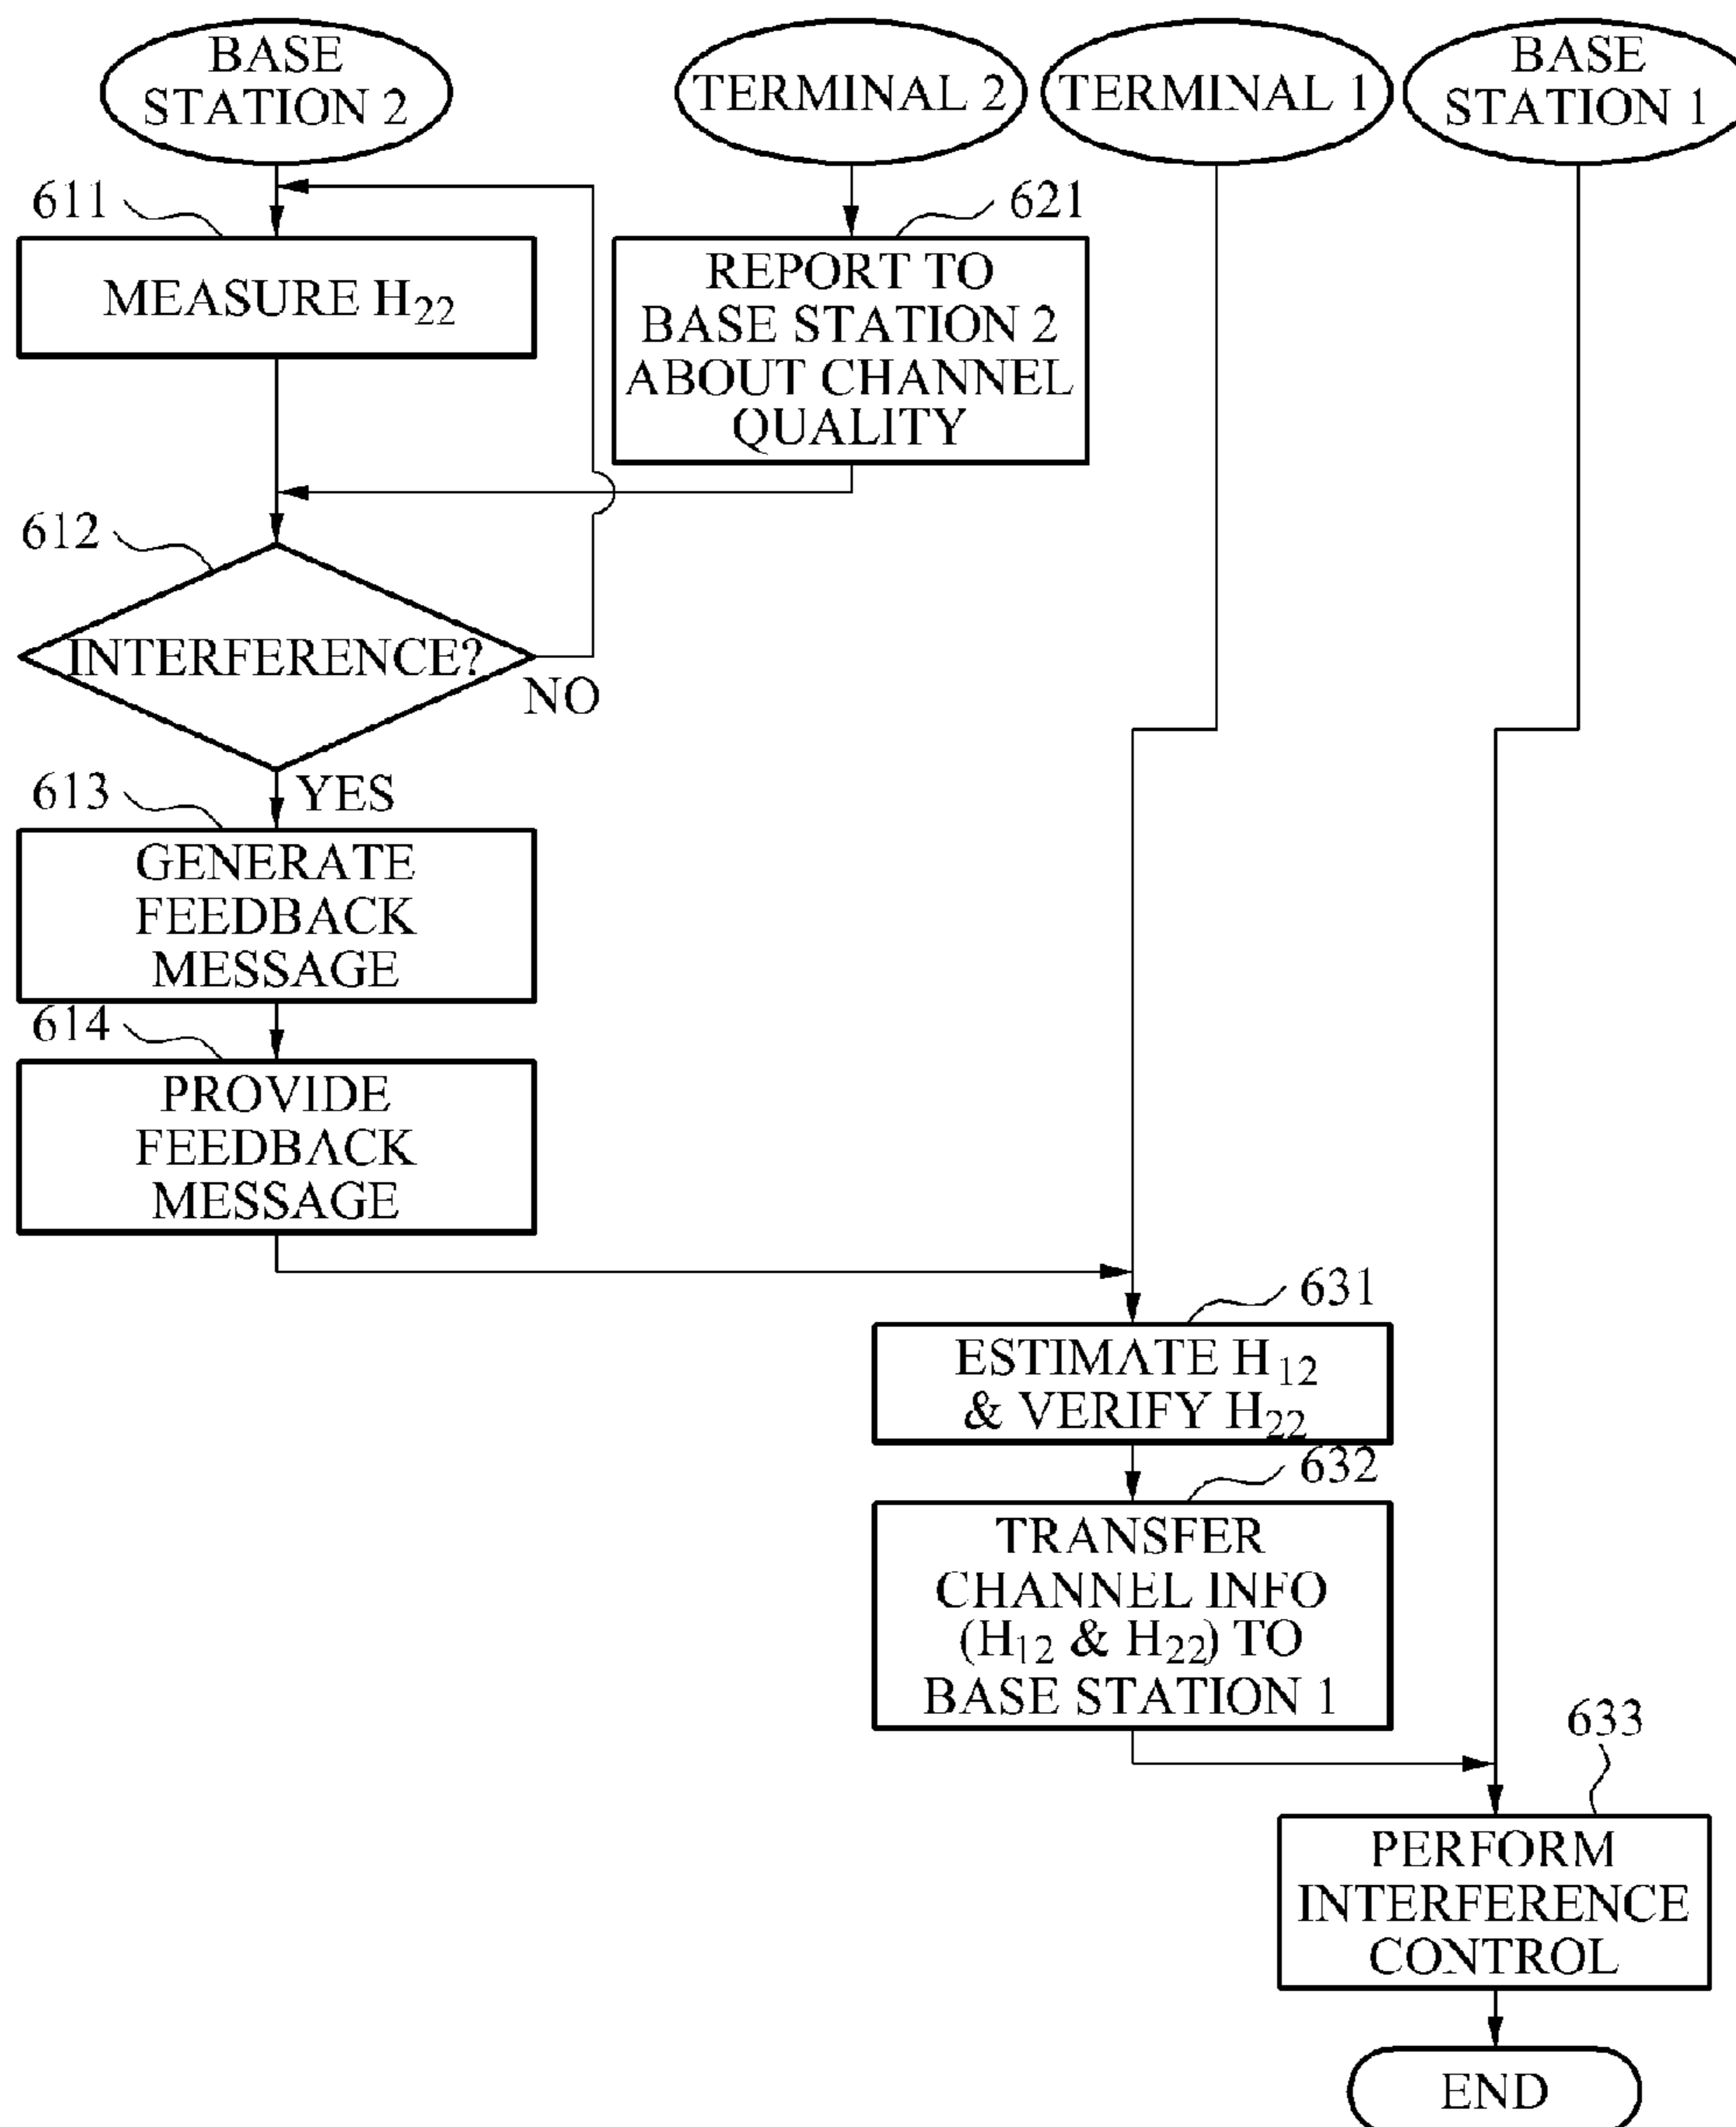 BASE
STATION 2
TERMINAL 2
TERMINAL 1
BASE
STATION 1
611
MEASURE H22
621
REPORT TO
BASE STATION 2
ABOUT CHANNEL
QUALITY
612
INTERFERENCE?
NO
YES
613
GENERATE
FEEDBACK
MESSAGE
614
PROVIDE
FEEDBACK
MESSAGE
631
ESTIMATE H12
& VERIFY H22
632
TRANSFER
CHANNEL INFO
(H12 & H22) TO
BASE STATION 1
633
PERFORM
INTERFERENCE
CONTROL
END